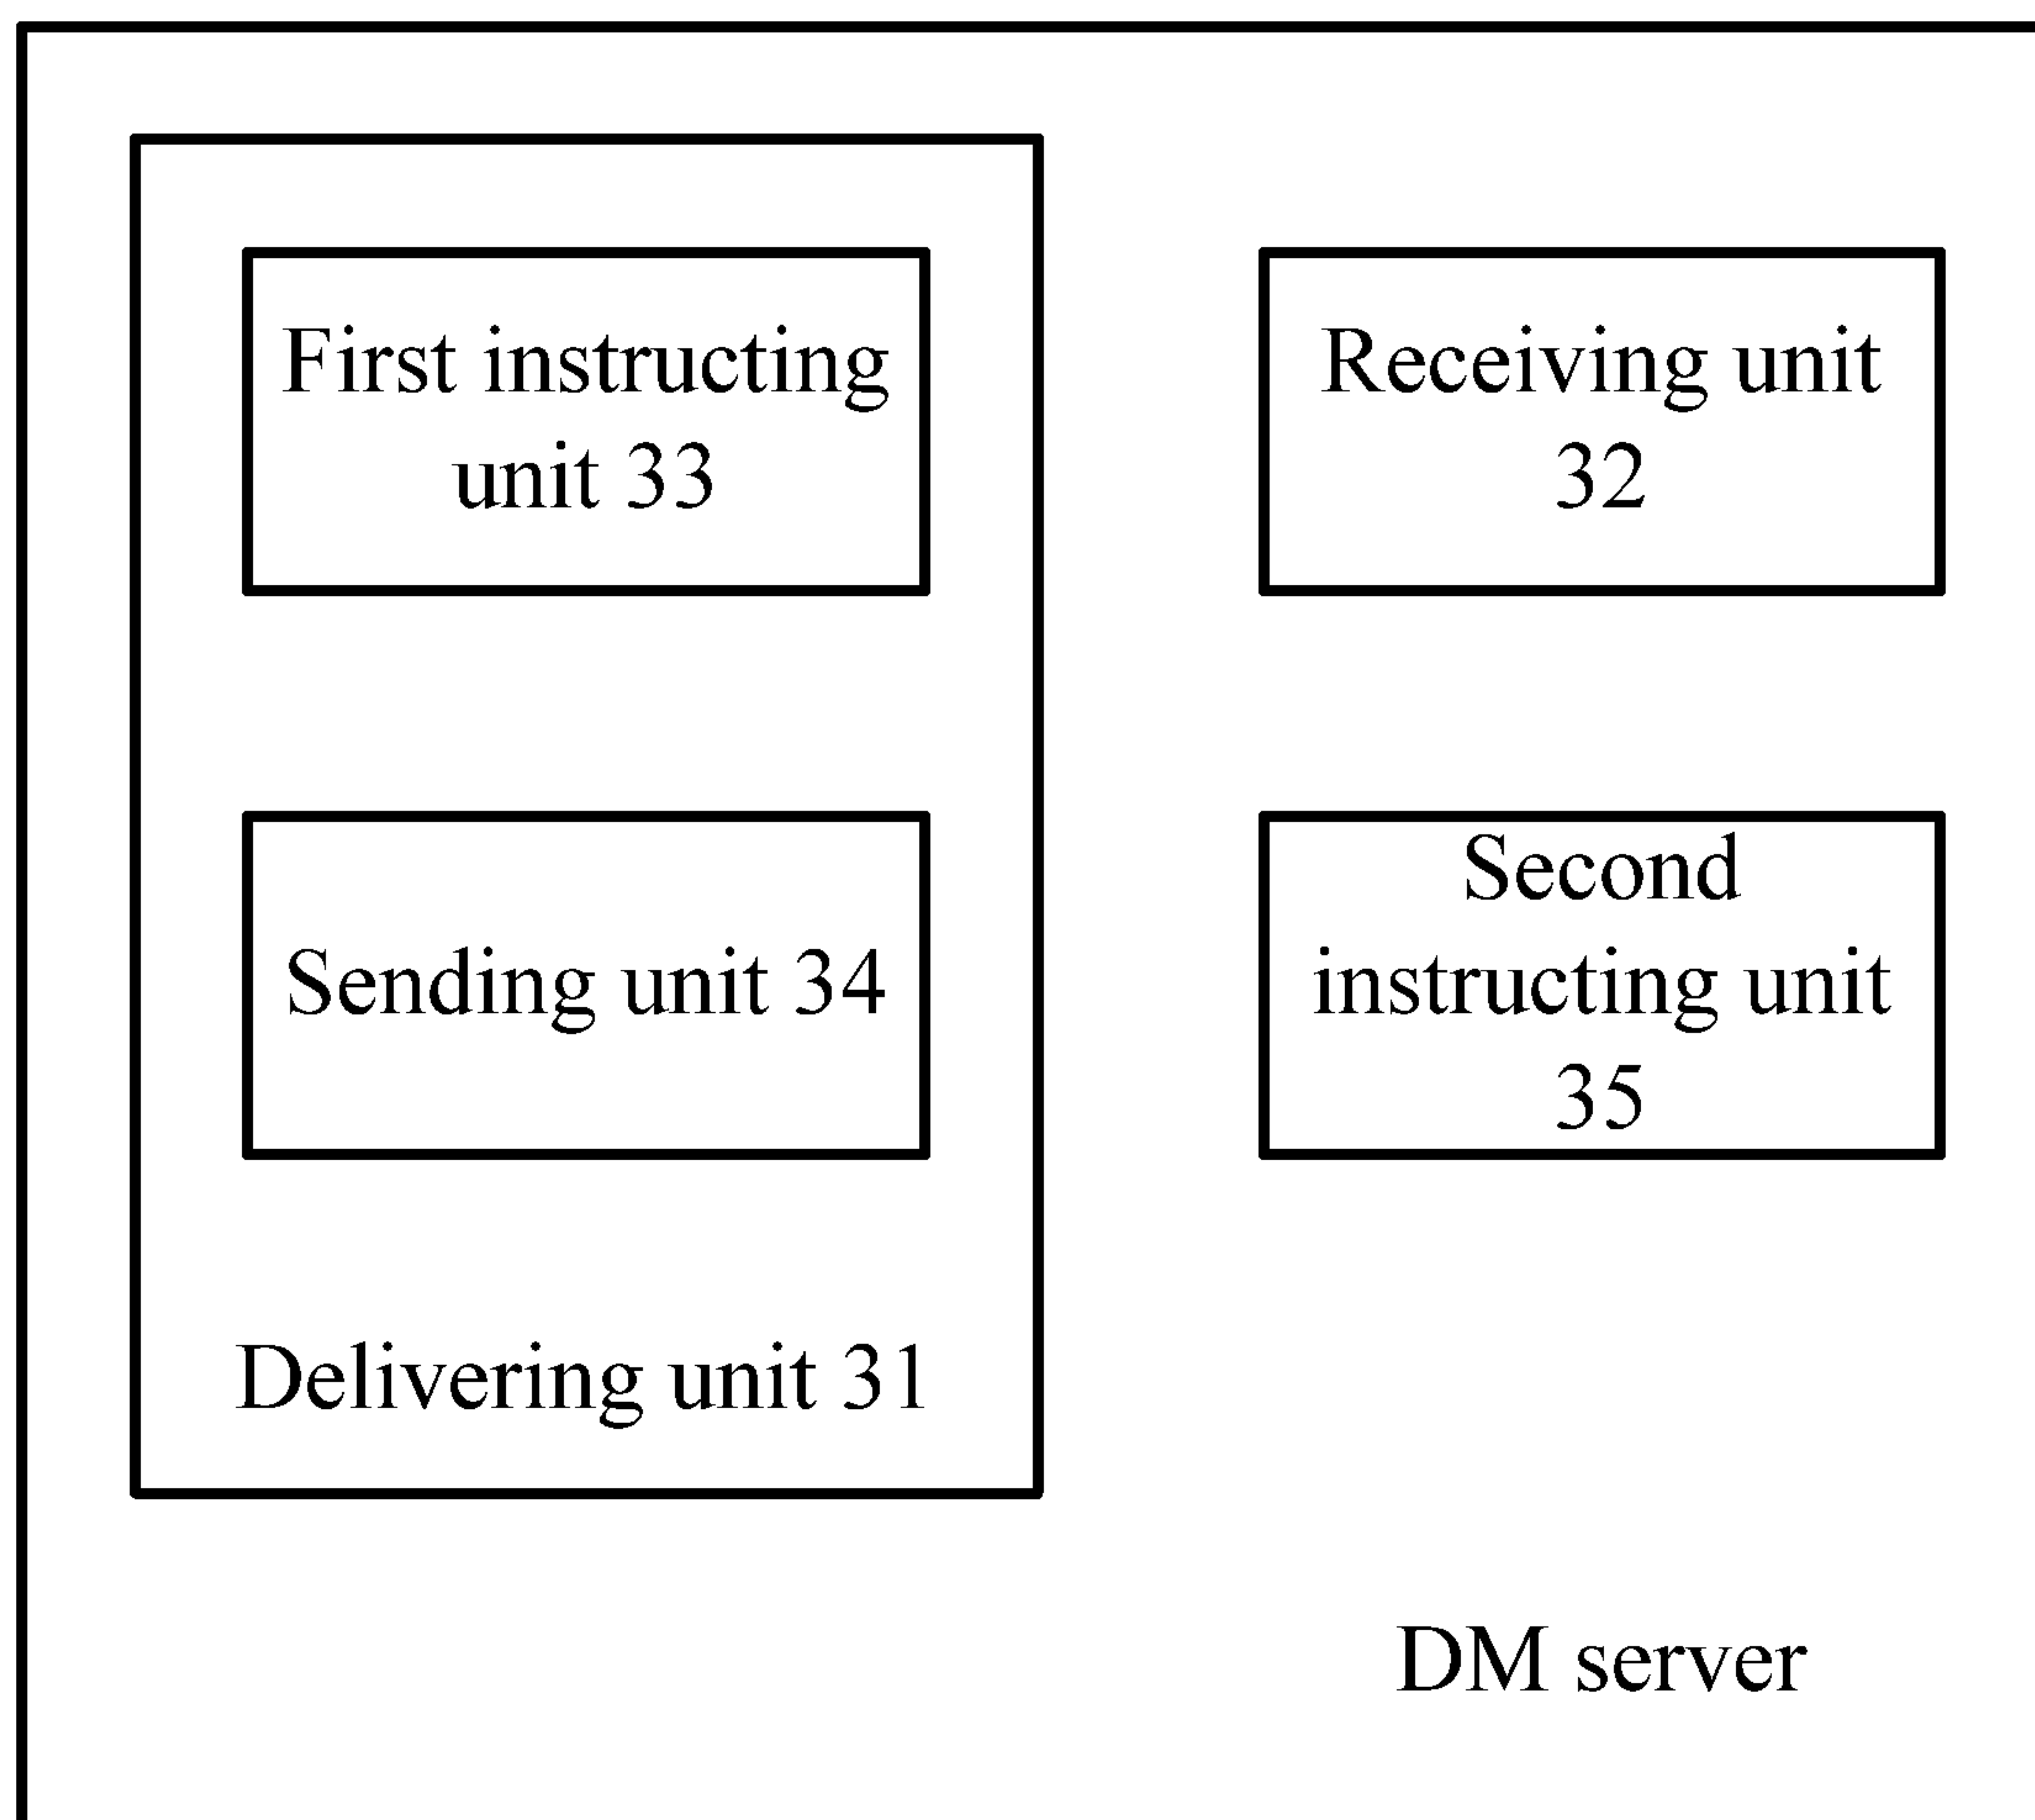 First instructing
unit 33
Receiving unit
32
Sending unit 34
Second
instructing unit
35
Delivering unit 31
DM server